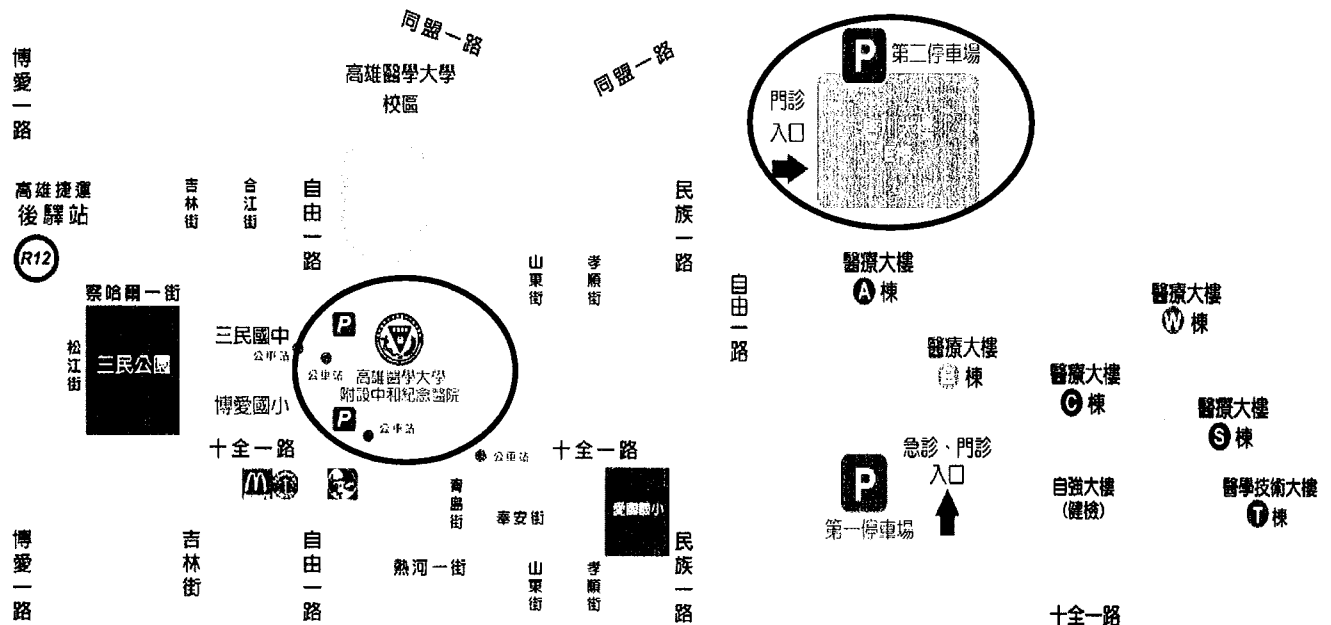 同盟一路
高雄醫學大學
校區
同盟一路
博愛一路
高雄捷運
後驛站
R12
吉林街
合江街
自由一路
民族一路
山東街
孝順街
察哈爾一街
松江街
三民公園
三民國中
公車站
P
公車站
高雄醫學大學
附設中和紀念醫院
博愛國小
P
公車站
十全一路
公車站
十全一路
青島街
奉安街
愛國國小
博愛一路
吉林街
自由一路
熱河一街
山東街
孝順街
民族一路
P
第二停車場
門診
入口
自由一路
醫療大樓
A棟
醫療大樓
W棟
醫療大樓
棟
醫療大樓
C棟
醫療大樓
S棟
急診、門診
入口
P
第一停車場
自強大樓
(健檢)
醫學技術大樓
T棟
十全一路